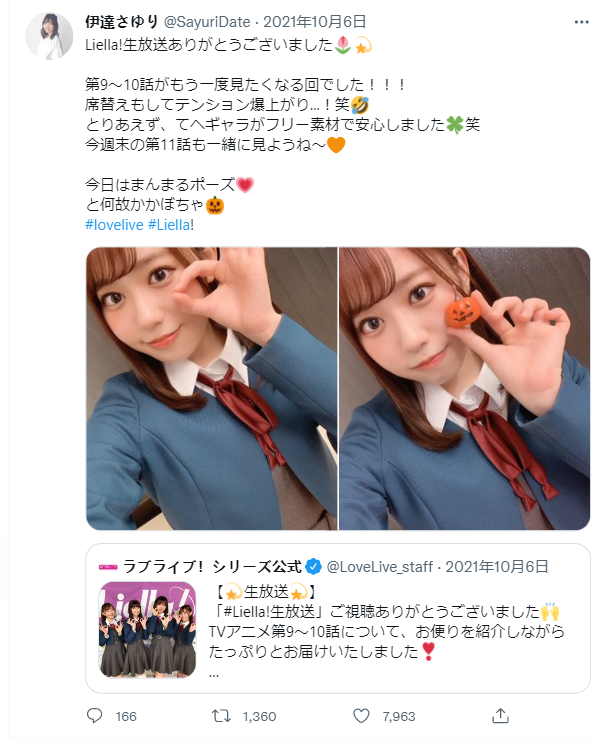 伊達さゆり @SayuriDate · 2021年10月6日
Liella!生放送ありがとうございました🌷💫
第9〜10話がもう一度見たくなる回でした！！！
席替えもしてテンション爆上がり...！笑🤣
とりあえず、てへギャラがフリー素材で安心しました🍀笑
今週末の第11話も一緒に見ようね〜🧡
今日はまんまるポーズ💗
と何故かかぼちゃ🎃
#lovelive #Liella!
ラブライブ！シリーズ公式 @LoveLive_staff · 2021年10月6日
Liella
【💫生放送💫】
「#Liella!生放送」ご視聴ありがとうございました🙌
TVアニメ第9〜10話について、お便りを紹介しながら
たっぷりとお届けいたしました❣
...
166 1,360 7,963